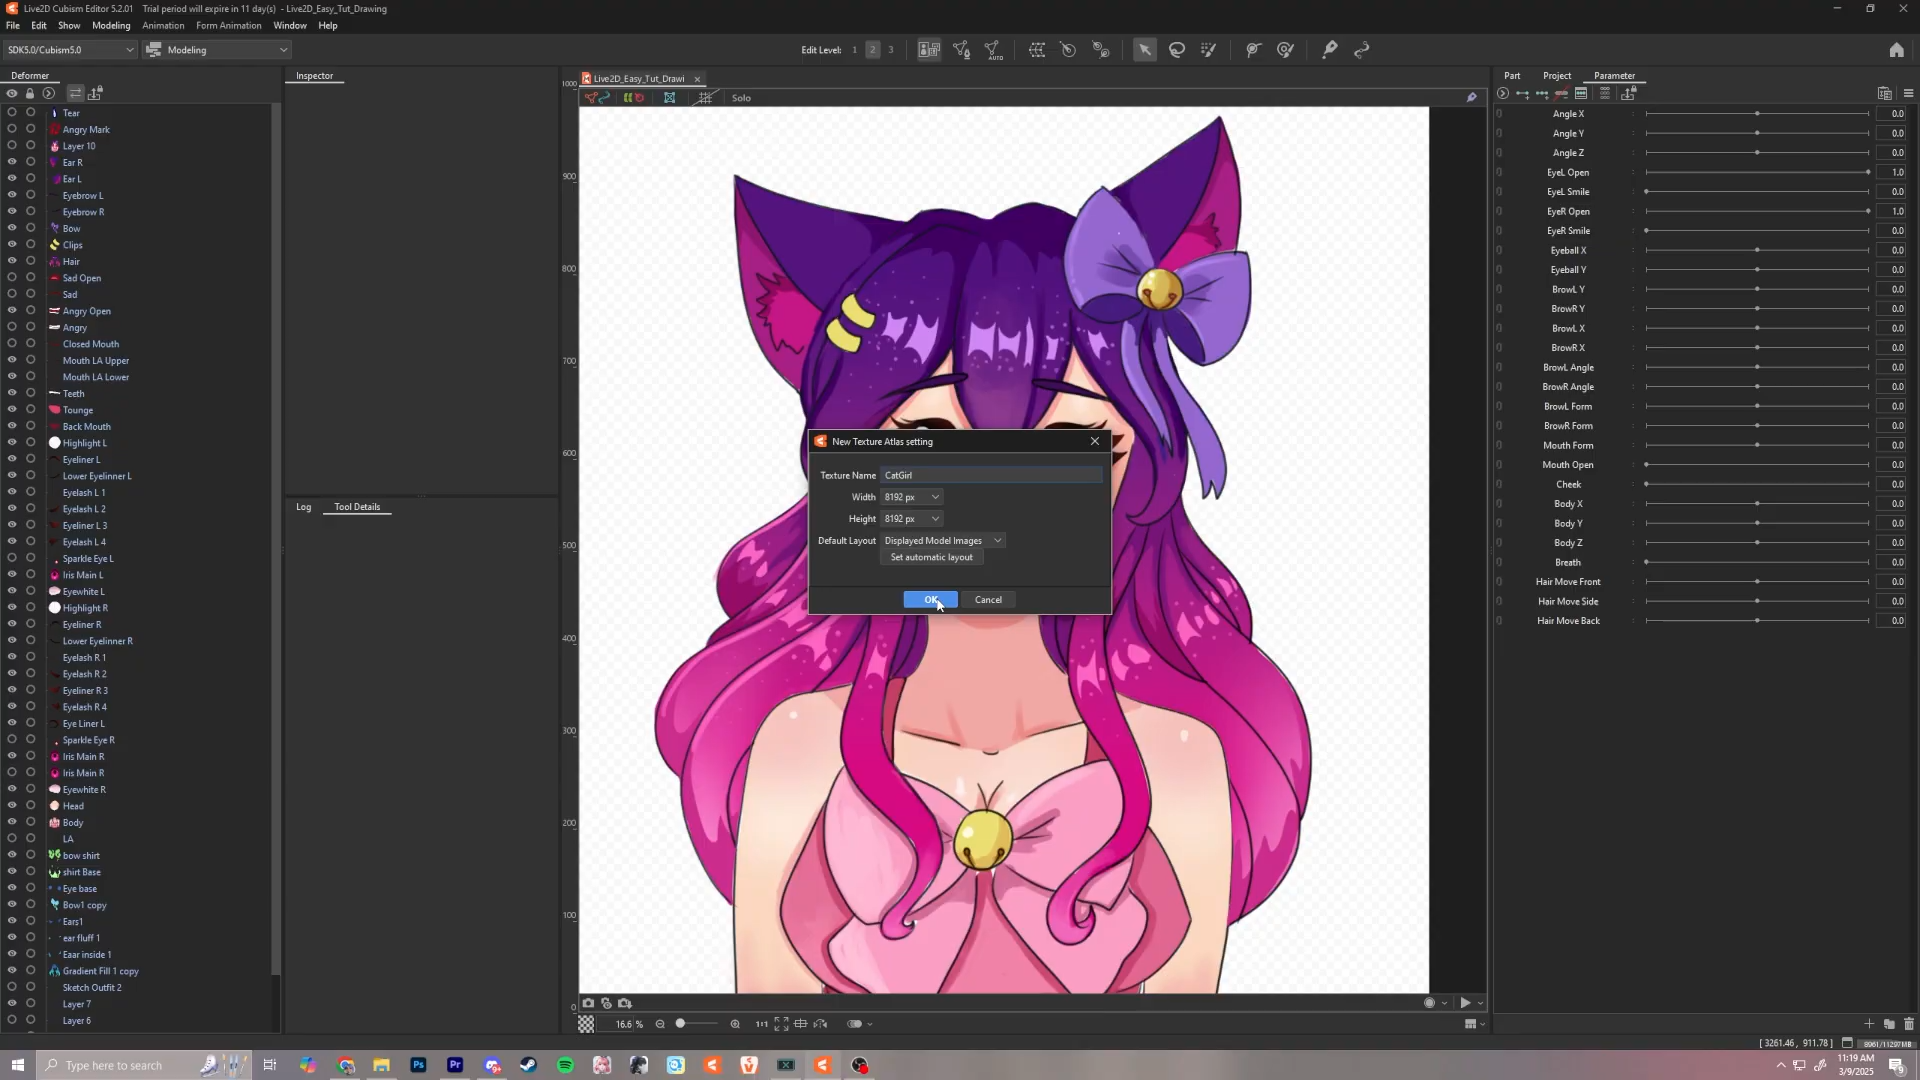 Live2D Cubism Editor 5.2.01    Trial period will expire in 11 day(s)  - Live2D_Easy_Tut_Drawing
File Edit Show Modeling Animation Form Animation Window Help
SDK5.0/Cubism5.0 Modeling Edit Level: 1 2 3 AUTO
Deformer
Tear
Angry Mark
Layer 10
Ear R
Ear L
Eyebrow L
Eyebrow R
Bow
Clips
Hair
Sad Open
Sad
Angry Open
Angry
Closed Mouth
Mouth LA Upper
Mouth LA Lower
Teeth
Tounge
Back Mouth
Highlight L
Eyeliner L
Lower Eyelinner L
Eyelash L 1
Eyelash L 2
Eyeliner L 3
Eyelash L 4
Sparkle Eye L
Iris Main L
Eyewhite L
Highlight R
Eyeliner R
Lower Eyelinner R
Eyelash R 1
Eyelash R 2
Eyeliner R 3
Eyelash R 4
Eye Liner L
Sparkle Eye R
Iris Main R
Iris Main R
Eyewhite R
Head
Body
LA
bow shirt
shirt Base
Eye base
Bow1 copy
Ears1
ear fluff 1
Eaar inside 1
Gradient Fill 1 copy
Sketch Outfit 2
Layer 7
Layer 6
Inspector
Log Tool Details
Live2D_Easy_Tut_Drawi
Solo
1000
900
800
700
600
500
400
300
200
100
0
New Texture Atlas setting
Texture Name CatGirl
Width 8192 px
Height 8192 px
Default Layout Displayed Model Images
Set automatic layout
OK Cancel
16.6 % 1:1
Part Project Parameter
Angle X 0.0
Angle Y 0.0
Angle Z 0.0
EyeL Open 1.0
EyeL Smile 0.0
EyeR Open 1.0
EyeR Smile 0.0
Eyeball X 0.0
Eyeball Y 0.0
BrowL Y 0.0
BrowR Y 0.0
BrowL X 0.0
BrowR X 0.0
BrowL Angle 0.0
BrowR Angle 0.0
BrowL Form 0.0
BrowR Form 0.0
Mouth Form 0.0
Mouth Open 0.0
Cheek 0.0
Body X 0.0
Body Y 0.0
Body Z 0.0
Breath 0.0
Hair Move Front 0.0
Hair Move Side 0.0
Hair Move Back 0.0
[ 3261.46, 911.78 ] 8961/11297MB
Type here to search
Ps
Pr
11:19 AM
3/9/2025